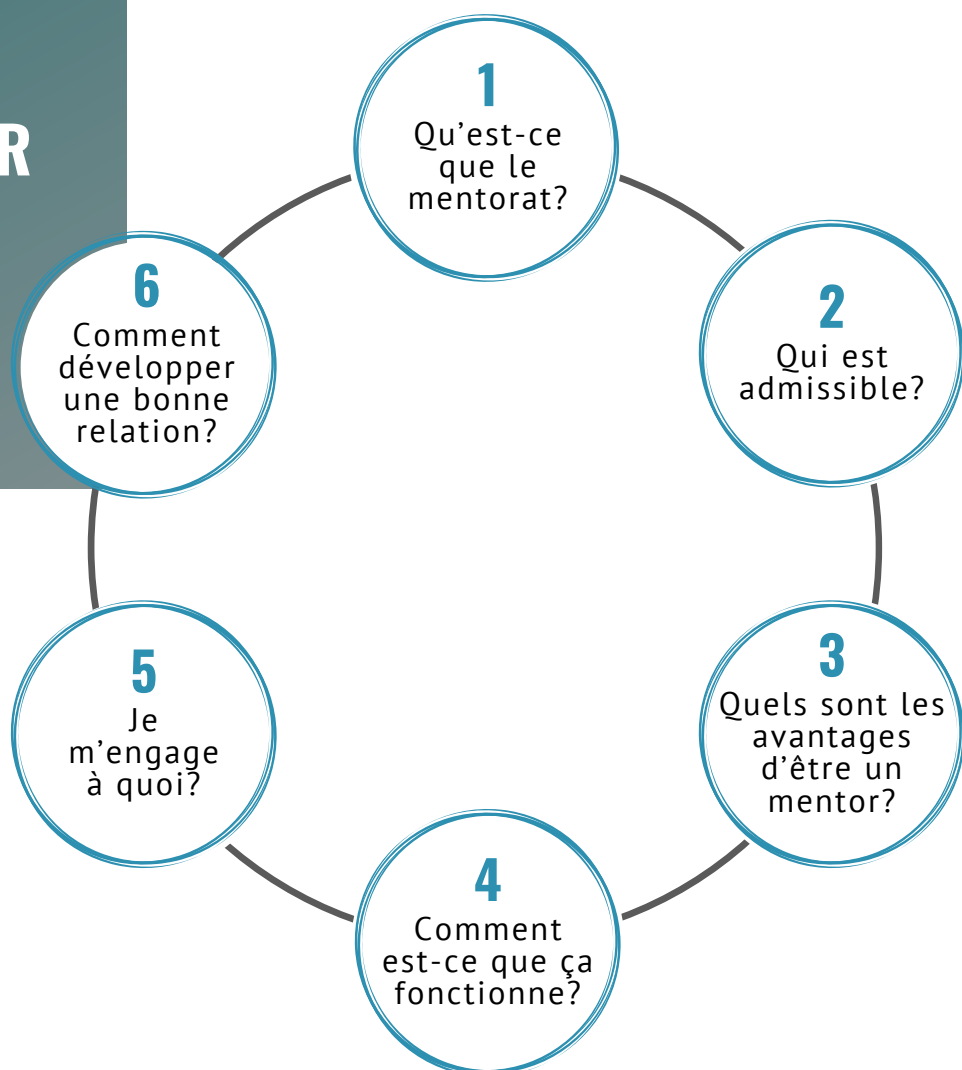 R
1
Qu’est-ce
que le
mentorat?
2
Qui est
admissible?
3
Quels sont les
avantages
d’être un
mentor?
4
Comment
est-ce que ça
fonctionne?
5
Je
m’engage
à quoi?
6
Comment
développer
une bonne
relation?